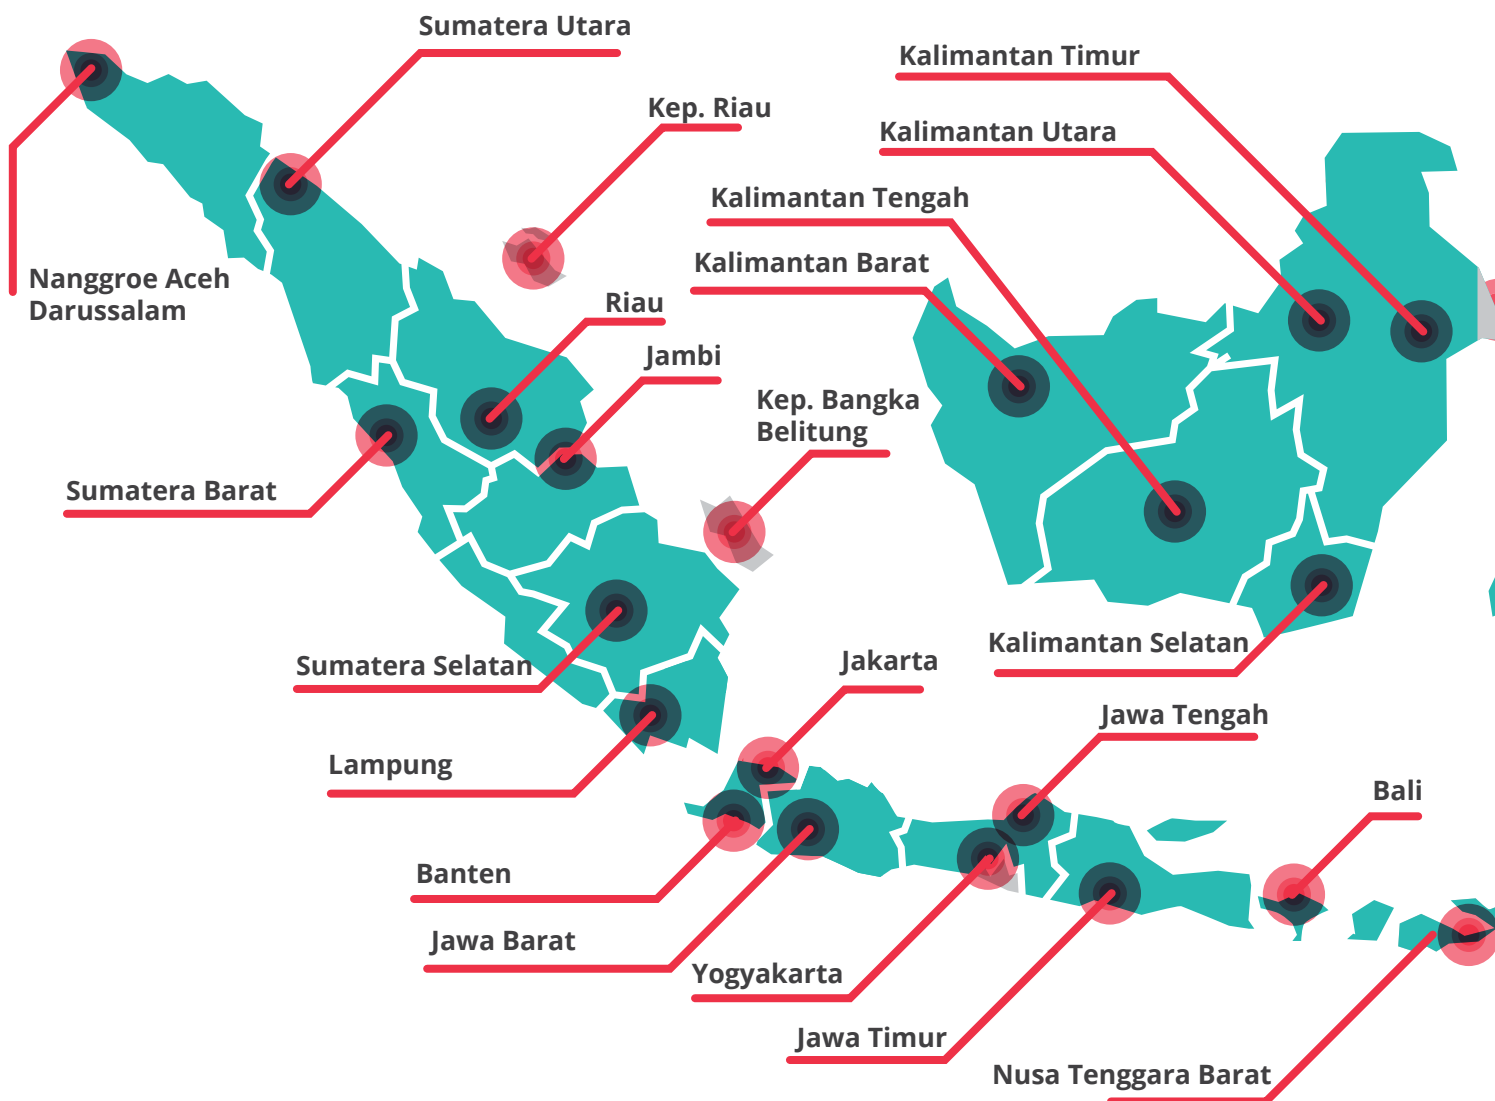 Sumatera Utara
Kalimantan Timur
Kep. Riau
Kalimantan Utara
Kalimantan Tengah
Kalimantan Barat
Nanggroe Aceh
Darussalam
Riau
Jambi
Kep. Bangka
Belitung
Sumatera Barat
Kalimantan Selatan
Sumatera Selatan
Jakarta
Jawa Tengah
Lampung
Bali
Banten
Jawa Barat
Yogyakarta
Jawa Timur
Nusa Tenggara Barat